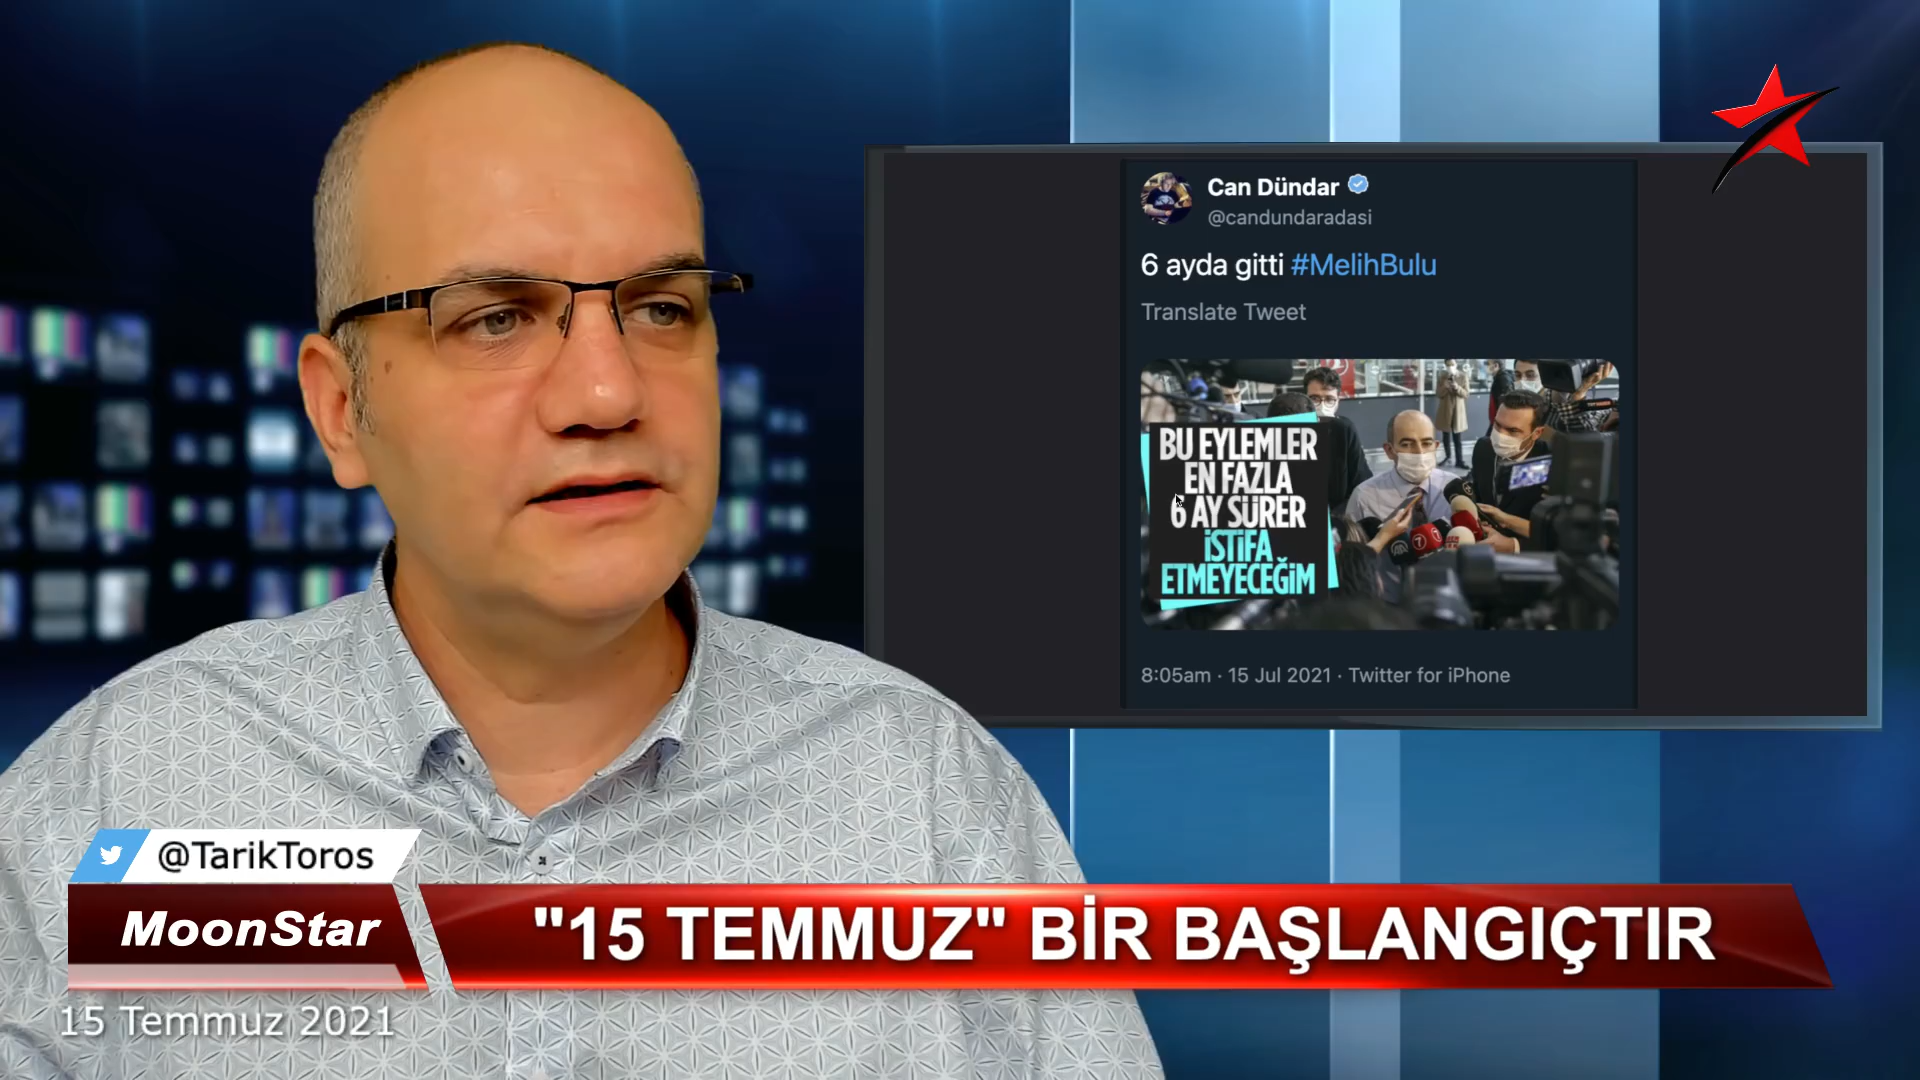 Can Dündar
@candundaradasi
6 ayda gitti #MelihBulu
Translate Tweet
BU EYLEMLER
EN FAZLA
6 AY SÜRER
İSTİFA
ETMEYECEĞİM
8:05am · 15 Jul 2021 · Twitter for iPhone
@TarikToros
MoonStar
"15 TEMMUZ" BİR BAŞLANGIÇTIR
15 Temmuz 2021